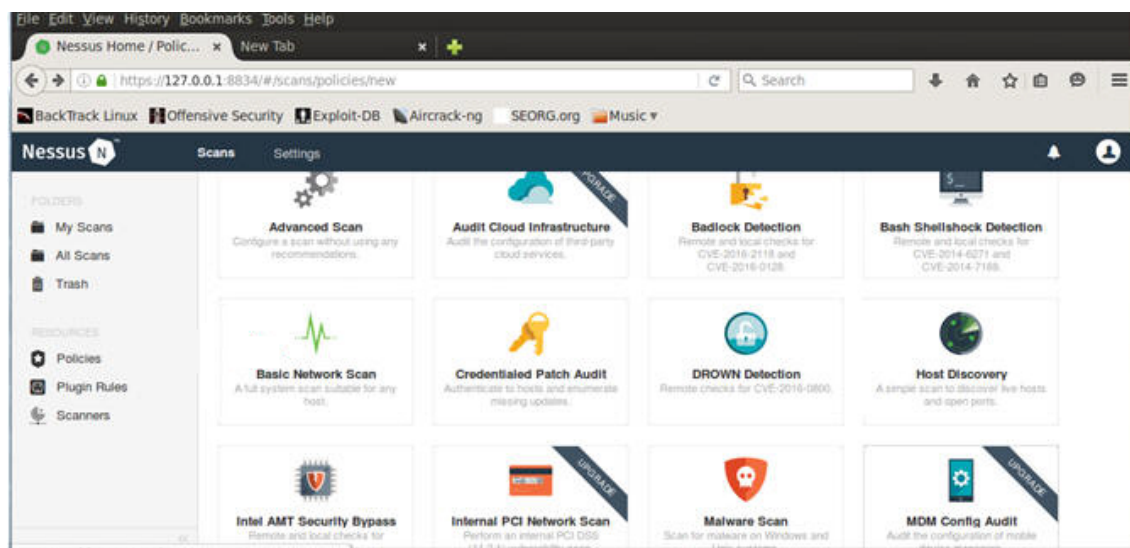 File Edit View History Bookmarks Tools Help
Nessus Home / Polic... × New Tab ×
https://127.0.0.1:8834/#/scans/policies/new Search
BackTrack Linux Offensive Security Exploit-DB Aircrack-ng SEORG.org Music
Nessus N Scans Settings
FOLDERS
My Scans
All Scans
Trash
RESOURCES
Policies
Plugin Rules
Scanners
Advanced Scan
Configure a scan without using any
recommendations.
UPGRADE
Audit Cloud Infrastructure
Audit the configuration of third-party
cloud services.
Badlock Detection
Remote and local checks for
CVE-2016-2118 and
CVE-2016-0128.
$_
Bash Shellshock Detection
Remote and local checks for
CVE-2014-6271 and
CVE-2014-7169.
Basic Network Scan
A full system scan suitable for any
host.
Credentialed Patch Audit
Authenticate to hosts and enumerate
missing updates.
DROWN Detection
Remote checks for CVE-2016-0800.
Host Discovery
A simple scan to discover live hosts
and open ports.
Intel AMT Security Bypass
Remote and local checks for
UPGRADE
Internal PCI Network Scan
Perform an internal PCI DSS
vulnerability scan
Malware Scan
Scan for malware on Windows and
Unix systems.
UPGRADE
MDM Config Audit
Audit the configuration of mobile
device managers.